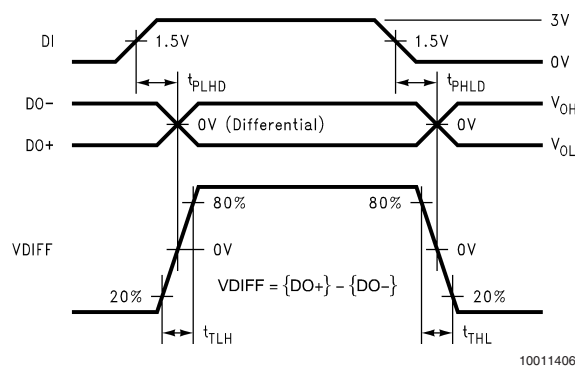 3V
DI
1.5V
1.5V
0V
tPLHD
tPHLD
DO-
VOH
0V (Differential)
0V
DO+
VOL
80%
80%
VDIFF
0V
0V
VDIFF = {DO+} – {DO-}
20%
20%
tTLH
tTHL
10011406